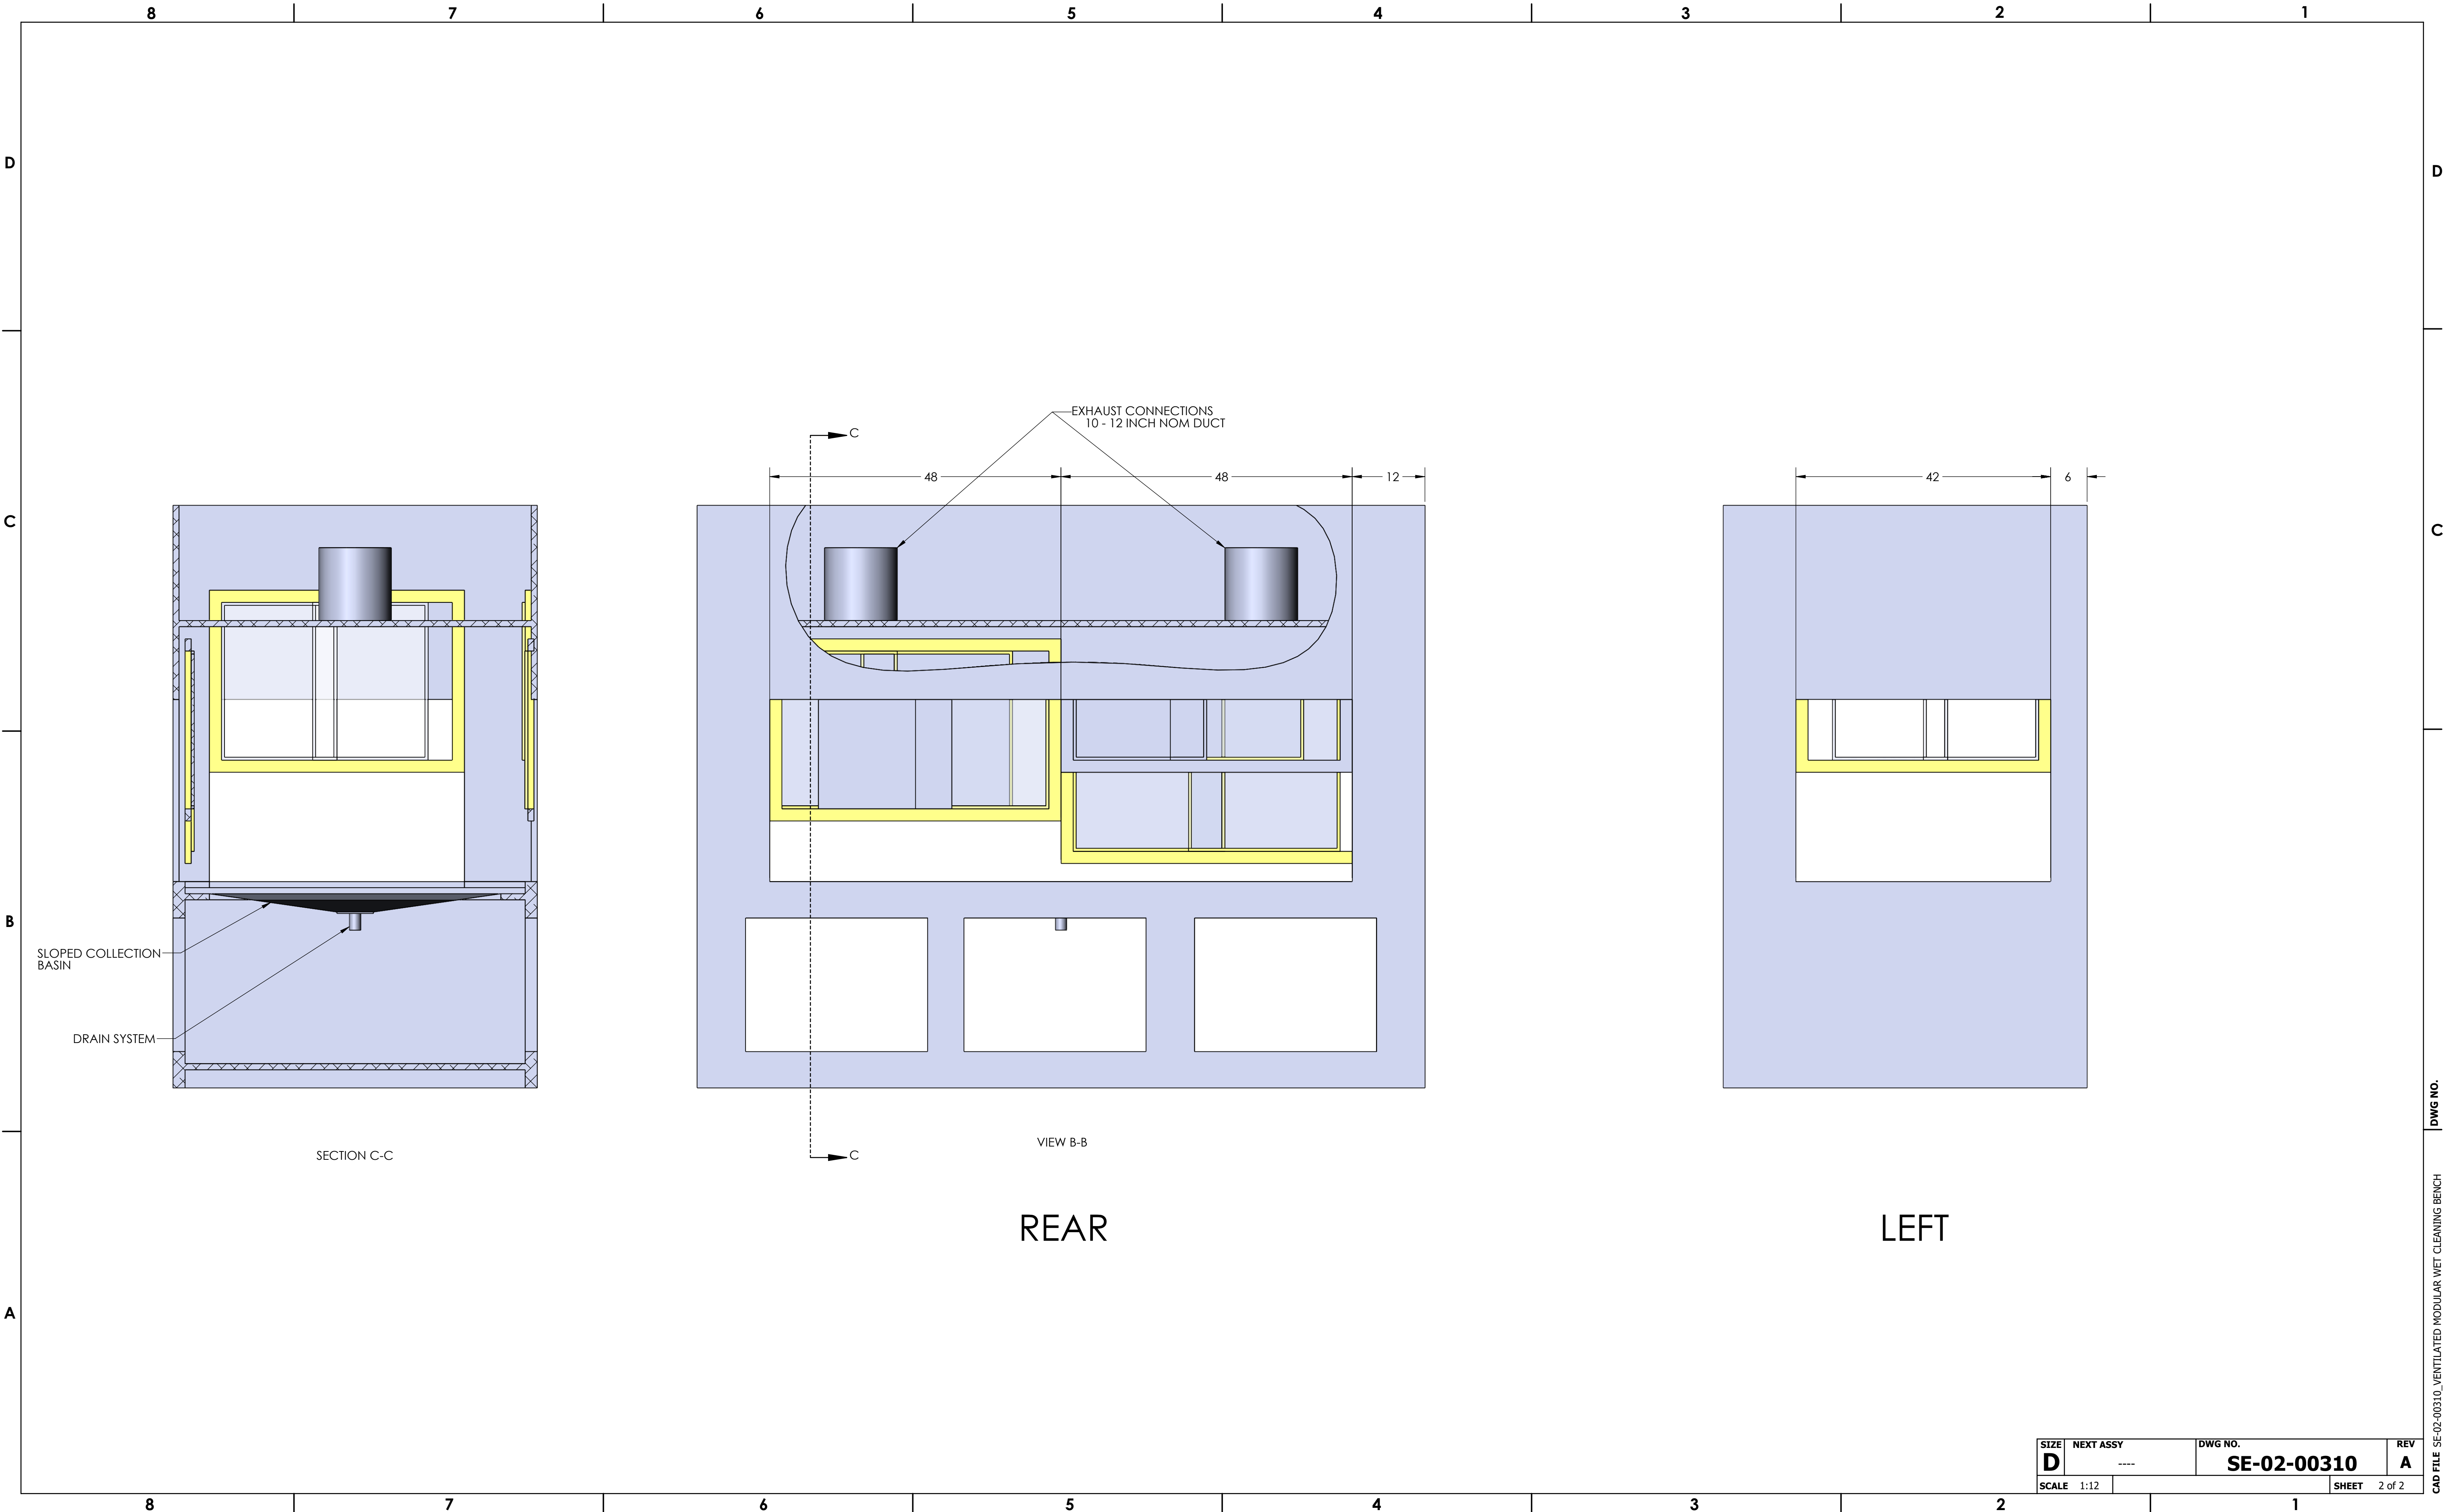 8 7 6 5 4 3 2 1
D
D
C
C
B
A
EXHAUST CONNECTIONS
10 - 12 INCH NOM DUCT
C
48
48
12
42
6
SLOPED COLLECTION
BASIN
DRAIN SYSTEM
C
SECTION C-C
VIEW B-B
REAR
LEFT
DWG NO.
CAD FILE SE-02-00310_VENTILATED MODULAR WET CLEANING BENCH
SIZE NEXT ASSY DWG NO. REV
D ---- SE-02-00310 A
SCALE 1:12 SHEET 2 of 2
8 7 6 5 4 3 2 1